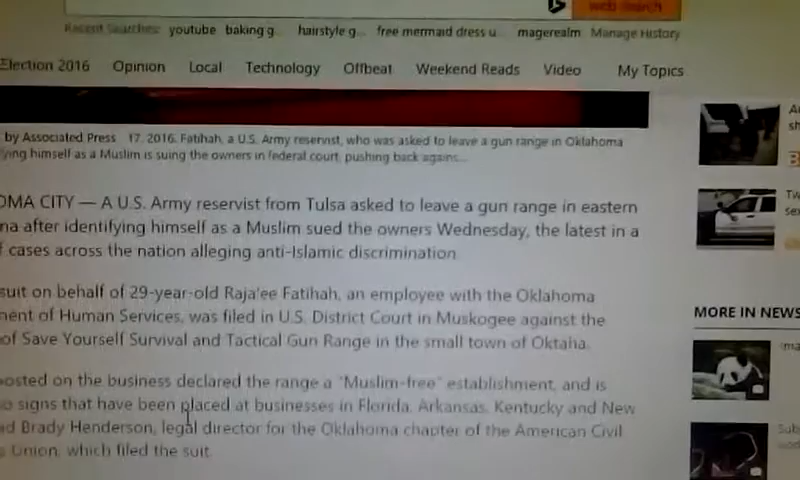 web search
Recent Searches: youtube baking g... hairstyle g... free mermaid dress u... magerealm Manage History
Election 2016 Opinion Local Technology Offbeat Weekend Reads Video My Topics
by Associated Press 17, 2016. Fatihah, a U.S. Army reservist, who was asked to leave a gun range in Oklahoma
ying himself as a Muslim is suing the owners in federal court, pushing back agains...
OMA CITY — A U.S. Army reservist from Tulsa asked to leave a gun range in eastern
na after identifying himself as a Muslim sued the owners Wednesday, the latest in a
f cases across the nation alleging anti-Islamic discrimination.
suit on behalf of 29-year-old Raja'ee Fatihah, an employee with the Oklahoma
ment of Human Services, was filed in U.S. District Court in Muskogee against the
of Save Yourself Survival and Tactical Gun Range in the small town of Oktaha.
posted on the business declared the range a "Muslim-free" establishment, and is
o signs that have been placed at businesses in Florida, Arkansas, Kentucky and New
id Brady Henderson, legal director for the Oklahoma chapter of the American Civil
s Union, which filed the suit.
MORE IN NEWS